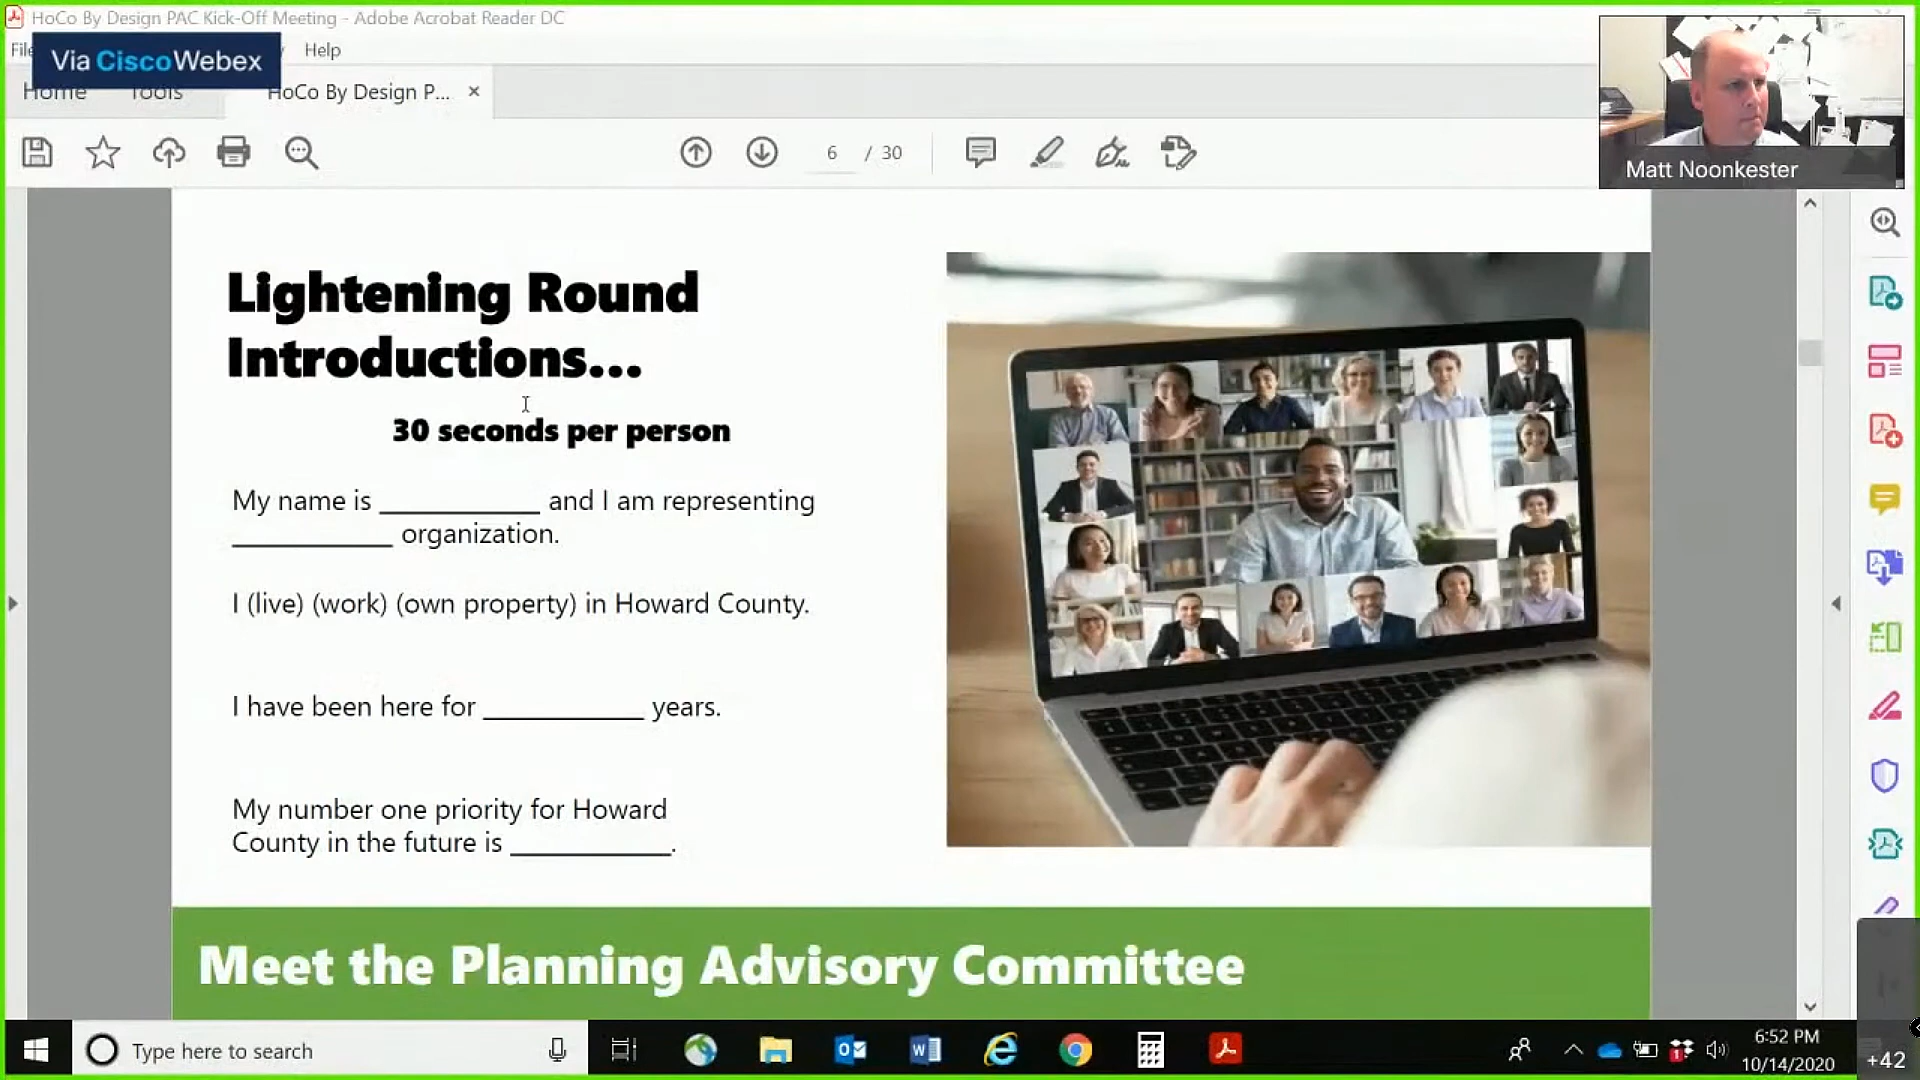 HoCo By Design PAC Kick-Off Meeting - Adobe Acrobat Reader DC
Help
Via CiscoWebex
Home Tools HoCo By Design P... ×
6 / 30
Matt Noonkester
Lightening Round
Introductions...
30 seconds per person
My name is ___________ and I am representing
___________ organization.
I (live) (work) (own property) in Howard County.
I have been here for ___________ years.
My number one priority for Howard
County in the future is ___________.
Meet the Planning Advisory Committee
Type here to search
6:52 PM
10/14/2020
+42